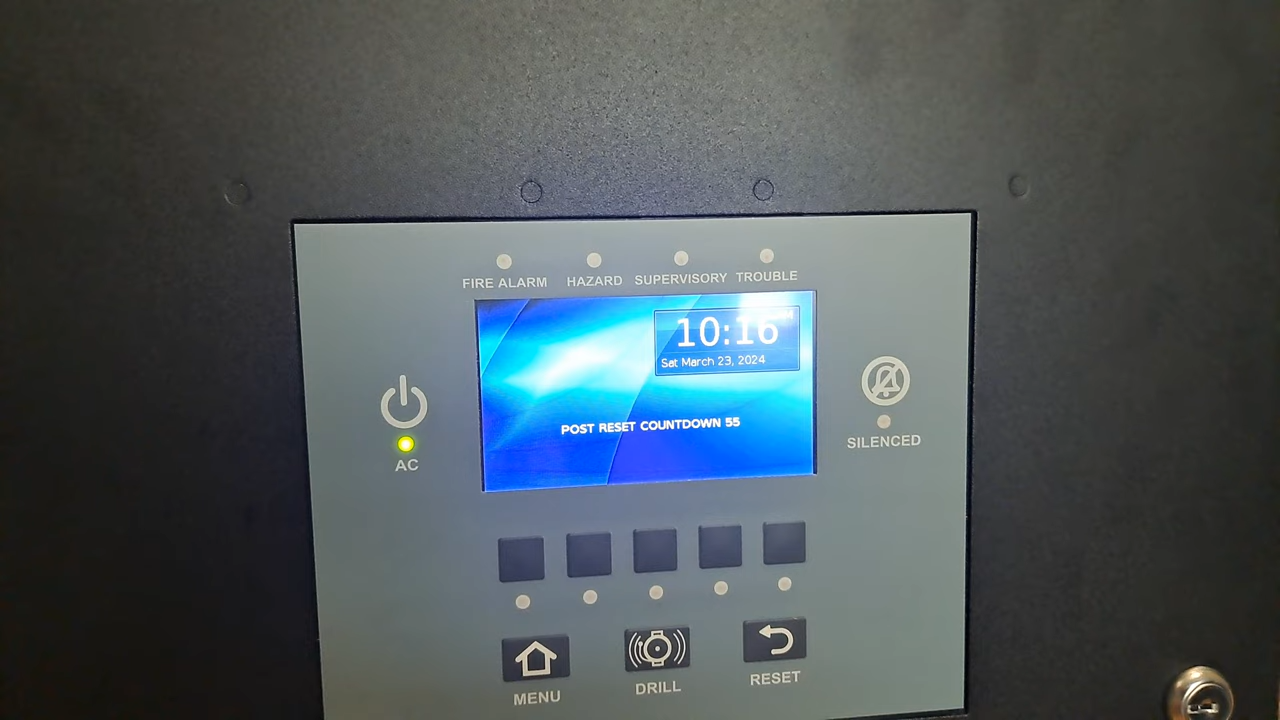 FIRE ALARM
HAZARD
SUPERVISORY
TROUBLE
10:16
Sat March 23, 2024
POST RESET COUNTDOWN 55
AC
SILENCED
MENU
DRILL
RESET